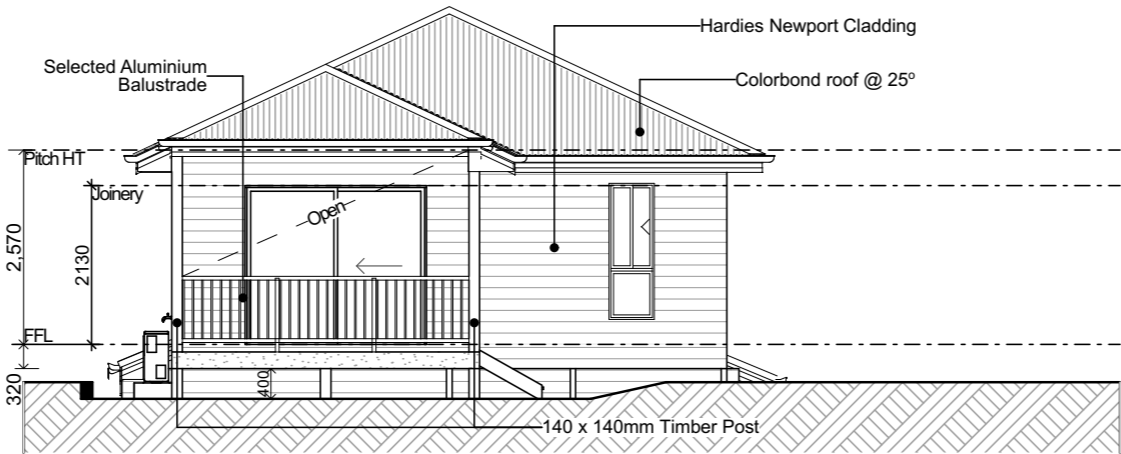 Hardies Newport Cladding
Selected Aluminium
Balustrade
Colorbond roof @ 25º
Pitch HT
Joinery
Open
2,570
2130
FFL
320
400
140 x 140mm Timber Post